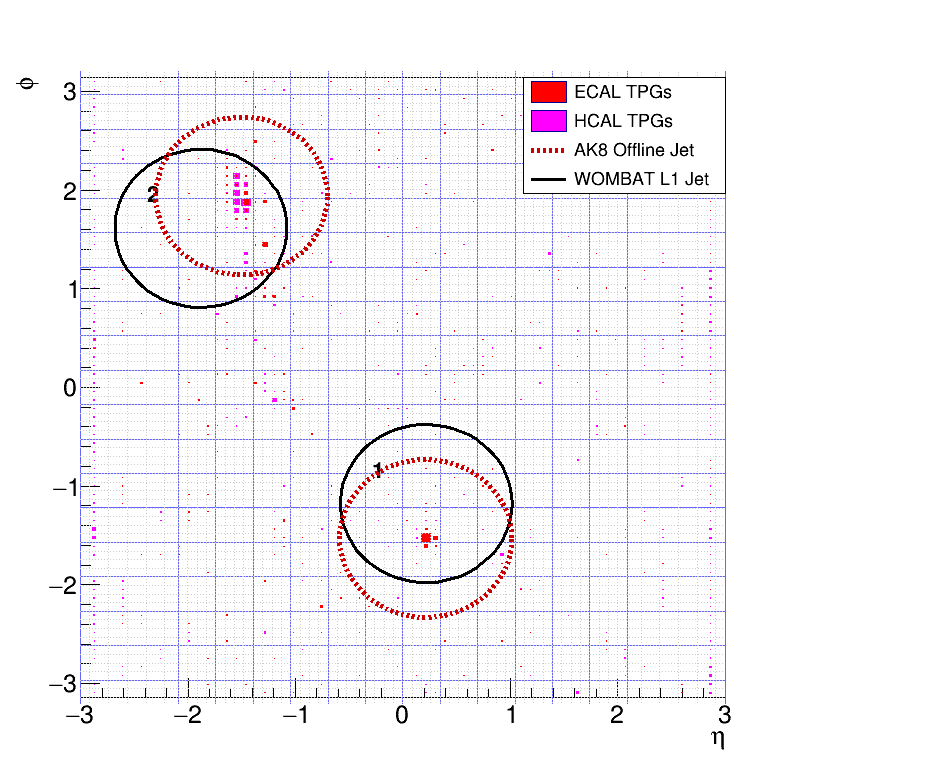 φ
3
2
1
0
−1
−2
−3
ECAL TPGs
HCAL TPGs
AK8 Offline Jet
WOMBAT L1 Jet
2
1
−3 −2 −1 0 1 2 3
η